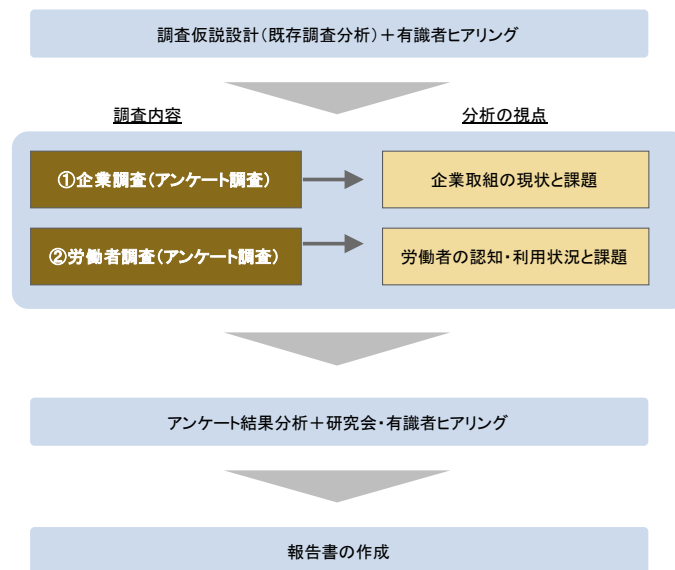 調査仮説設計(既存調査分析)+有識者ヒアリング
調査内容
分析の視点
①企業調査(アンケート調査)
企業取組の現状と課題
②労働者調査(アンケート調査)
労働者の認知・利用状況と課題
アンケート結果分析+研究会・有識者ヒアリング
報告書の作成